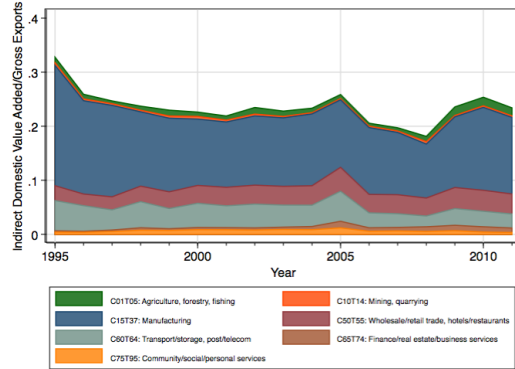 Indirect Domestic Value Added/Gross Exports
.4
.3
.2
.1
0
1995
2000
2005
2010
Year
C01T05: Agriculture, forestry, fishing
C10T14: Mining, quarrying
C15T37: Manufacturing
C50T55: Wholesale/retail trade, hotels/restaurants
C60T64: Transport/storage, post/telecom
C65T74: Finance/real estate/business services
C75T95: Community/social/personal services